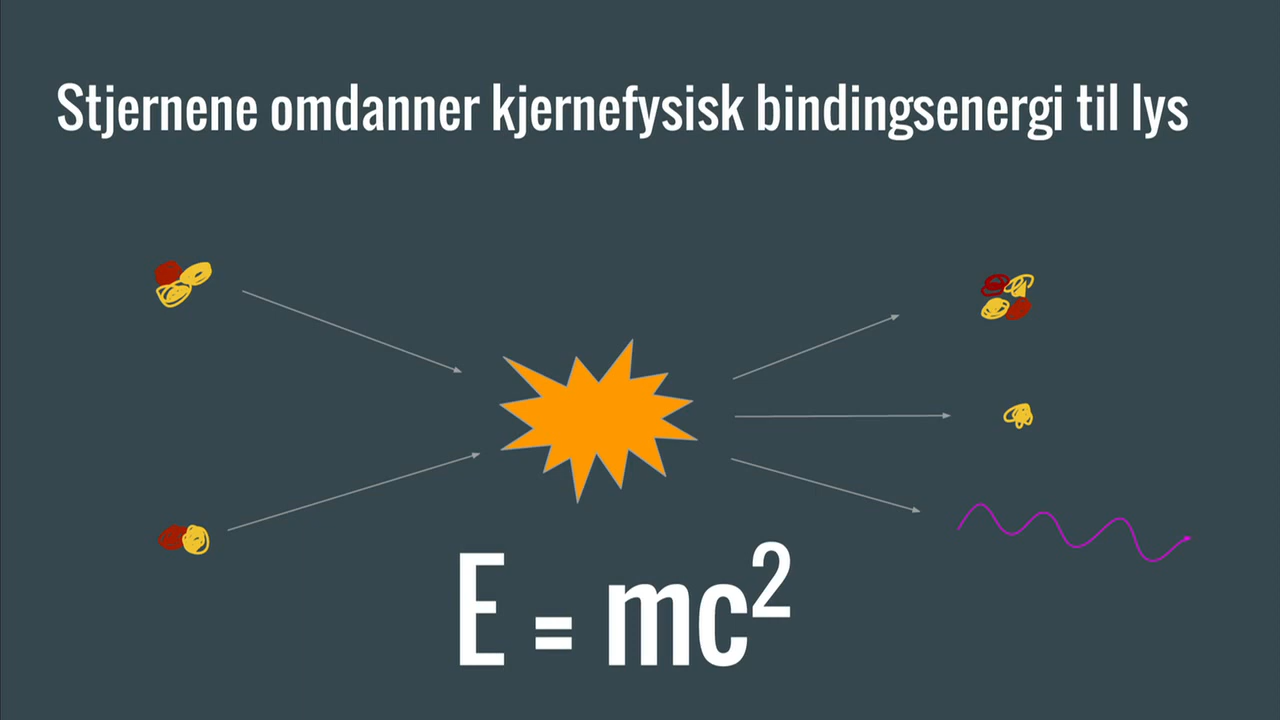 Stjernene omdanner kjernefysisk bindingsenergi til lys
E = mc²